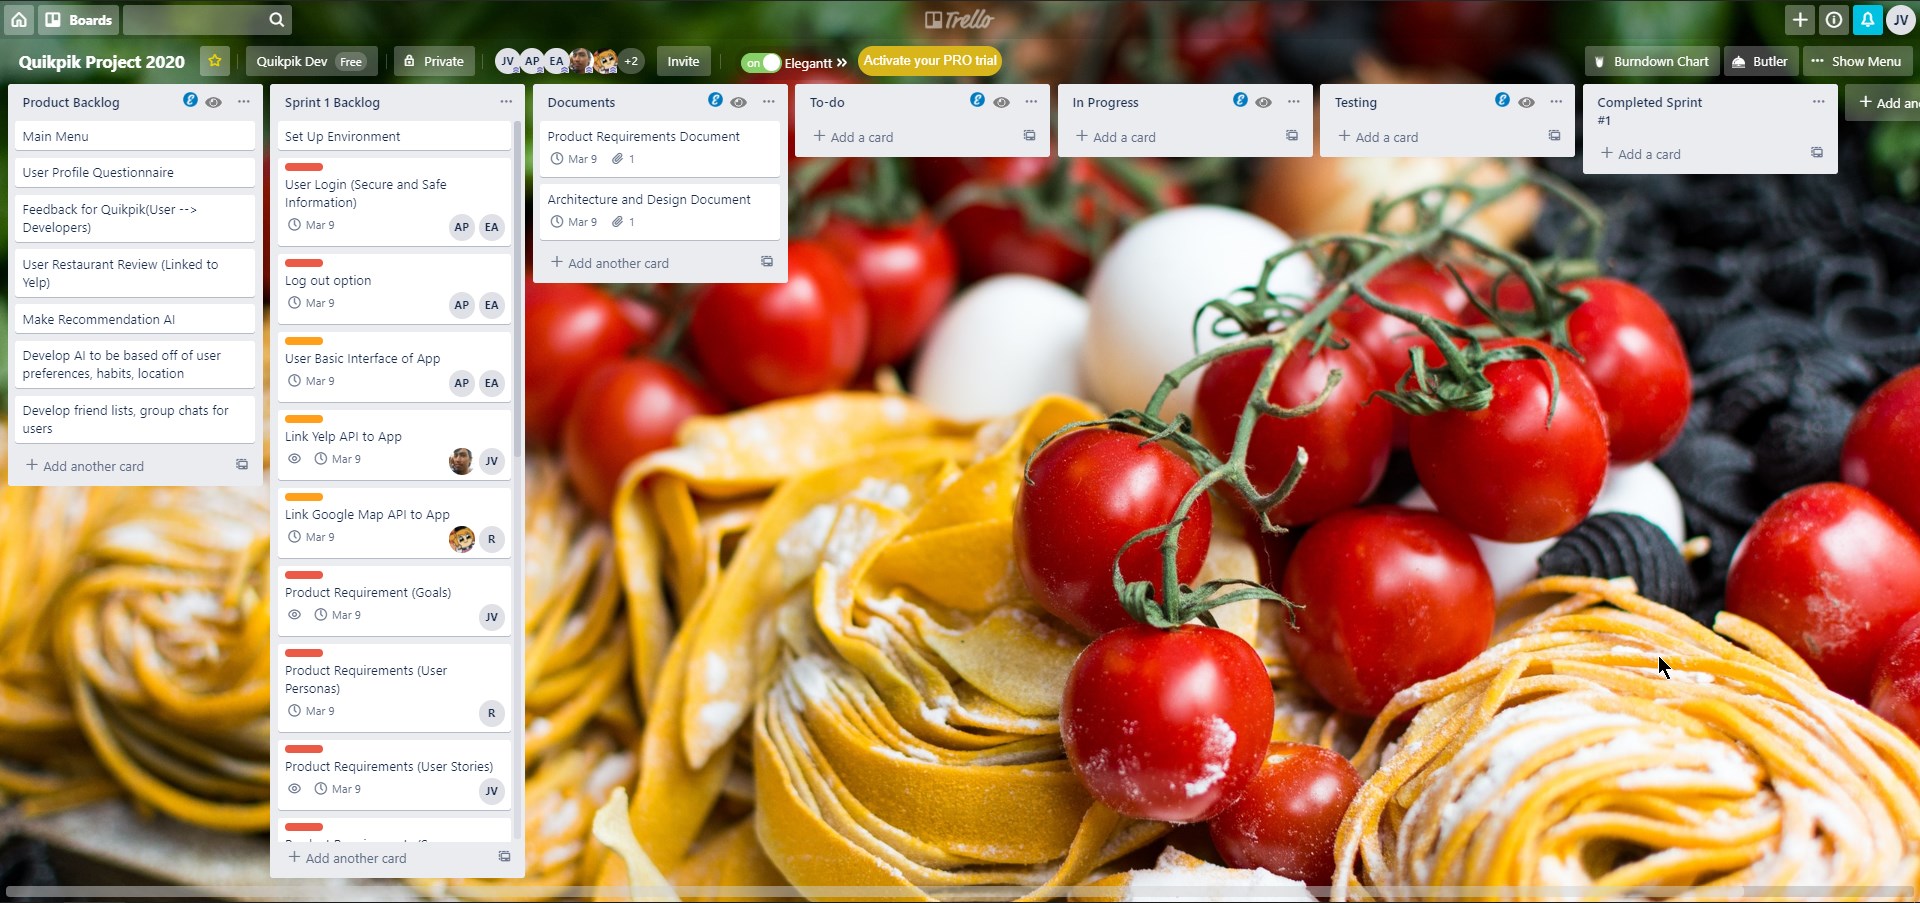 Boards
Trello
JV
Quikpik Project 2020
Quikpik Dev Free
Private
JV AP EA +2
Invite
on Elegantt »
Activate your PRO trial
Burndown Chart
Butler
Show Menu
Product Backlog
Main Menu
User Profile Questionnaire
Feedback for Quikpik(User -->
Developers)
User Restaurant Review (Linked to
Yelp)
Make Recommendation AI
Develop AI to be based off of user
preferences, habits, location
Develop friend lists, group chats for
users
+ Add another card
Sprint 1 Backlog
Set Up Environment
User Login (Secure and Safe
Information)
Mar 9
AP EA
Log out option
Mar 9
AP EA
User Basic Interface of App
Mar 9
AP EA
Link Yelp API to App
Mar 9
JV
Link Google Map API to App
Mar 9
R
Product Requirement (Goals)
Mar 9
JV
Product Requirements (User
Personas)
Mar 9
R
Product Requirements (User Stories)
Mar 9
JV
+ Add another card
Documents
Product Requirements Document
Mar 9 1
Architecture and Design Document
Mar 9 1
+ Add another card
To-do
+ Add a card
In Progress
+ Add a card
Testing
+ Add a card
Completed Sprint
#1
+ Add a card
+ Add an